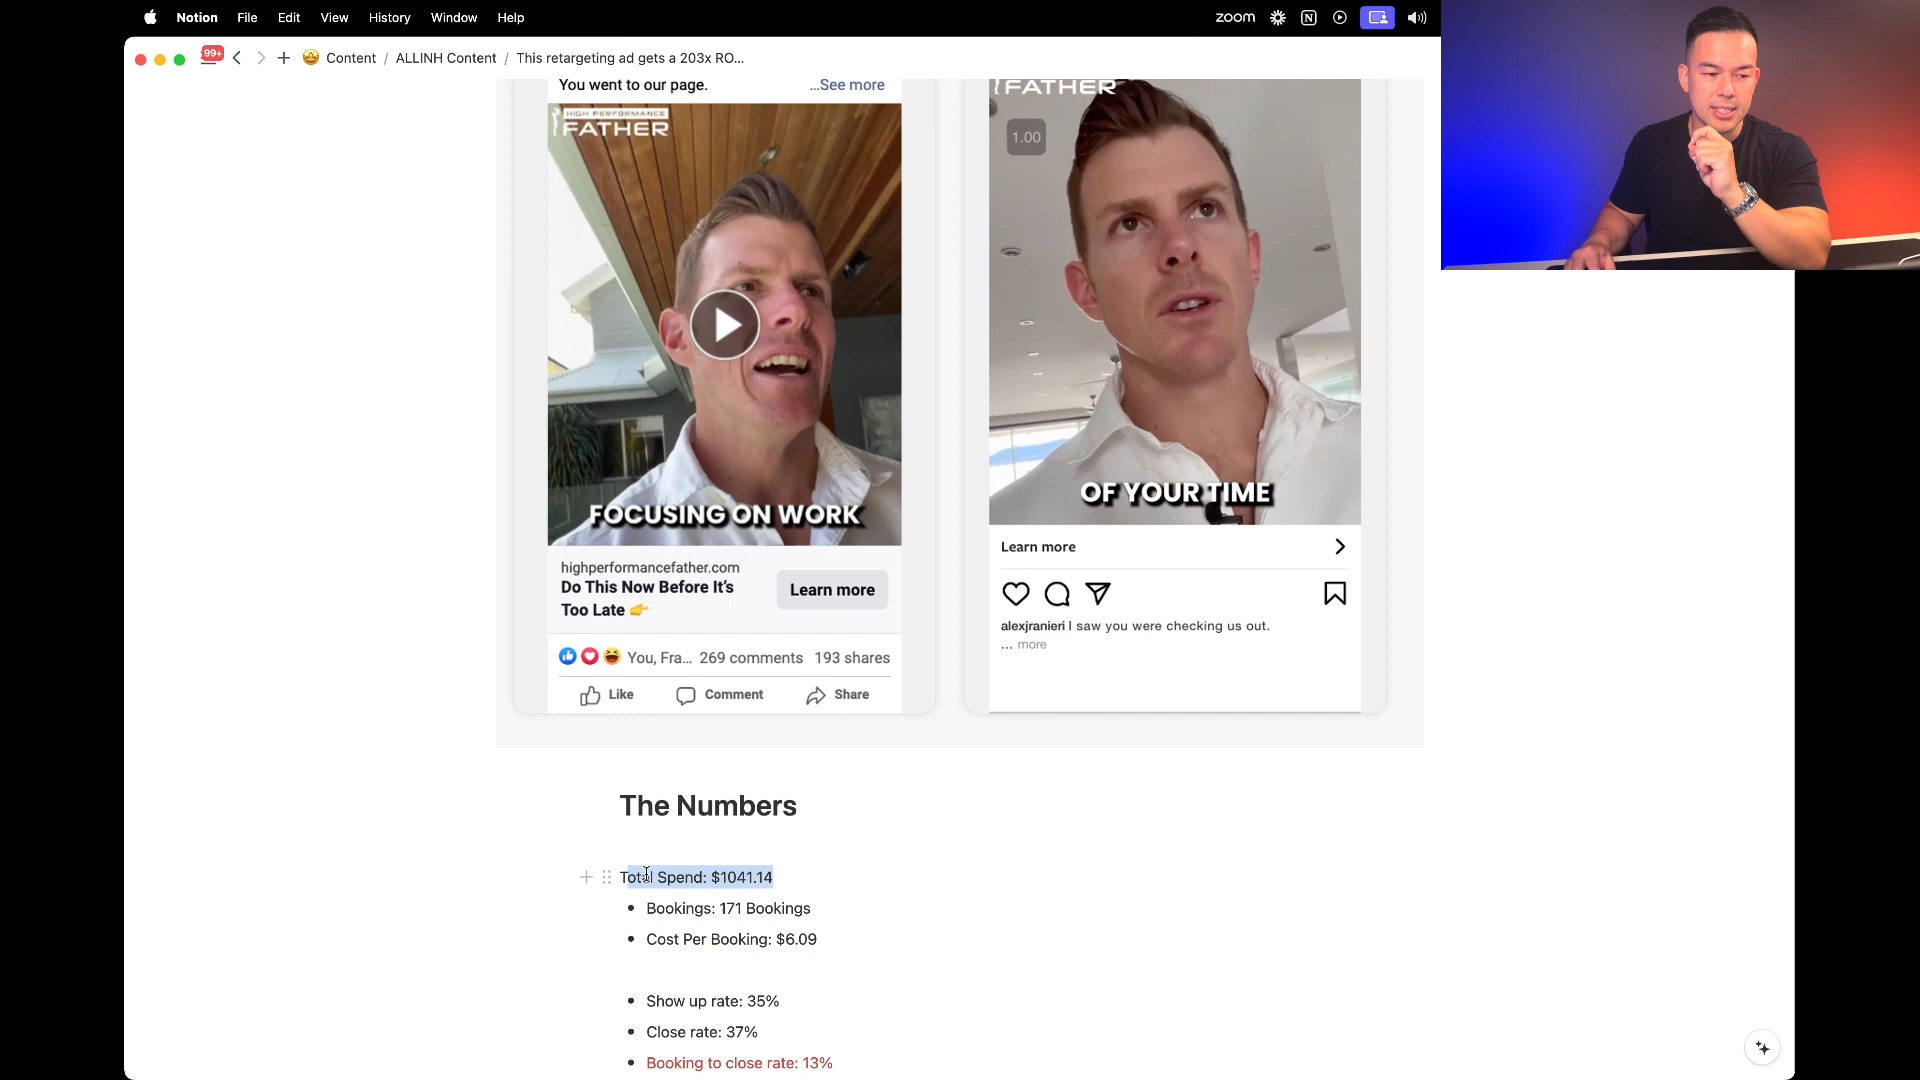 Notion File Edit View History Window Help
zoom
99+
Content / ALLINH Content / This retargeting ad gets a 203x RO...
You went to our page. ...See more
HIGH PERFORMANCE
FATHER
FOCUSING ON WORK
highperformancefather.com
Do This Now Before It's
Too Late 👉
Learn more
You, Fra... 269 comments 193 shares
Like Comment Share
FATHER
1.00
OF YOUR TIME
Learn more
alexjranieri I saw you were checking us out.
... more
The Numbers
Total Spend: $1041.14
• Bookings: 171 Bookings
• Cost Per Booking: $6.09
• Show up rate: 35%
• Close rate: 37%
• Booking to close rate: 13%